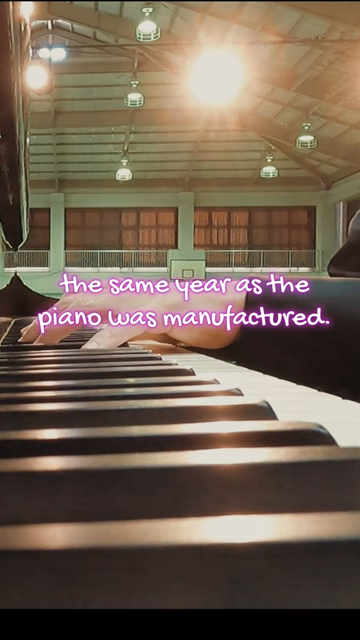 the same year as the
piano was manufactured.